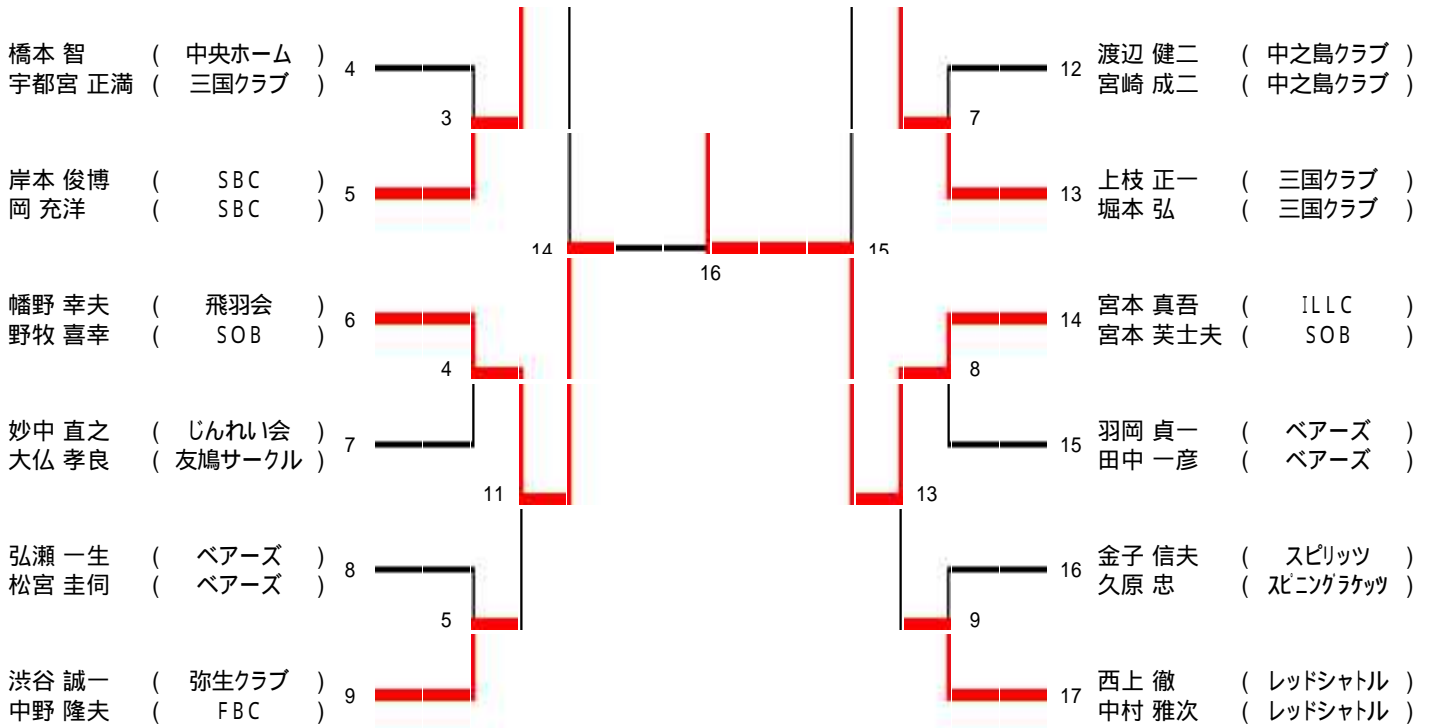 橋本 智 ( 中央ホーム ) 4
宇都宮 正満 ( 三国クラブ )
3
岸本 俊博 ( SBC ) 5
岡 充洋 ( SBC )
幡野 幸夫 ( 飛羽会 ) 6
野牧 喜幸 ( SOB )
4
妙中 直之 ( じんれい会 ) 7
大仏 孝良 ( 友鳩サークル )
11
弘瀬 一生 ( ベアーズ ) 8
松宮 圭伺 ( ベアーズ )
5
渋谷 誠一 ( 弥生クラブ ) 9
中野 隆夫 ( FBC )
14
16
15
12 渡辺 健二 ( 中之島クラブ )
宮崎 成二 ( 中之島クラブ )
7
13 上枝 正一 ( 三国クラブ )
堀本 弘 ( 三国クラブ )
14 宮本 真吾 ( ILLC )
宮本 芙士夫 ( SOB )
8
15 羽岡 貞一 ( ベアーズ )
田中 一彦 ( ベアーズ )
13
16 金子 信夫 ( スピリッツ )
久原 忠 ( スピニングラケッツ )
9
17 西上 徹 ( レッドシャトル )
中村 雅次 ( レッドシャトル )